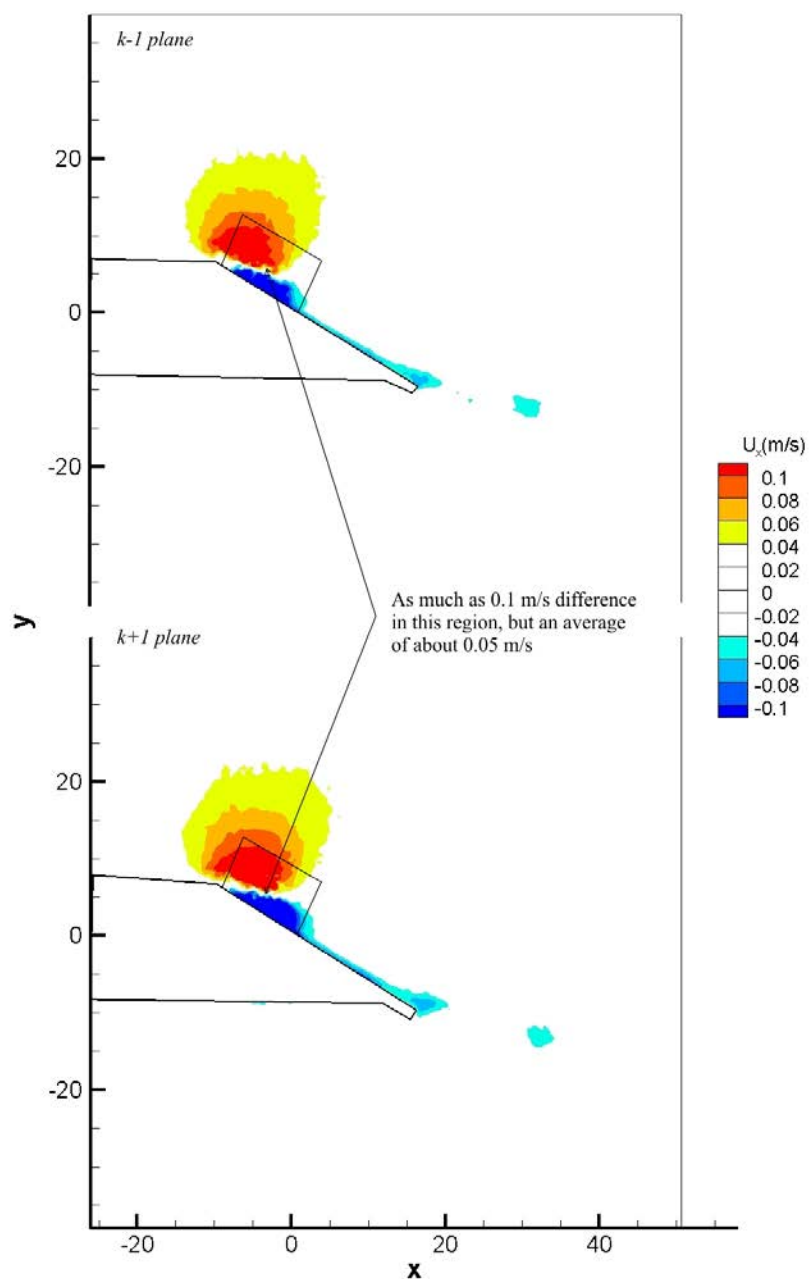 k-1 plane
20
0
-20
y
As much as 0.1 m/s difference
in this region, but an average
of about 0.05 m/s
k+1 plane
20
0
-20
-20 0 20 40
x
Uₓ(m/s)
0.1
0.08
0.06
0.04
0.02
0
-0.02
-0.04
-0.06
-0.08
-0.1